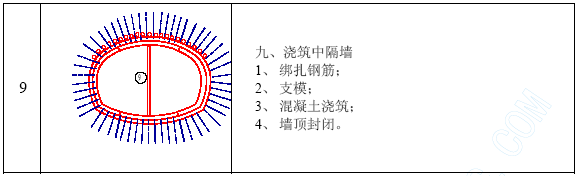 9
九、浇筑中隔墙
1、 绑扎钢筋；
2、 支模；
3、 混凝土浇筑；
4、 墙顶封闭。
.COM